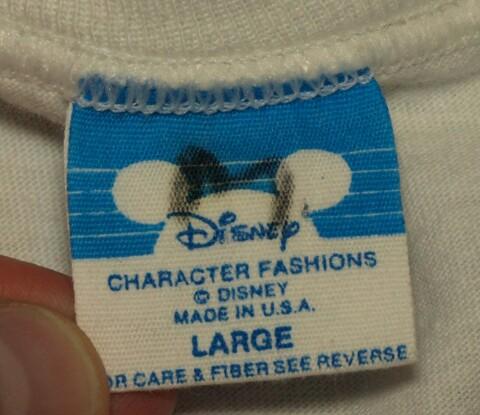 Disney
CHARACTER FASHIONS
© DISNEY
MADE IN U.S.A.
LARGE
OR CARE & FIBER SEE REVERSE